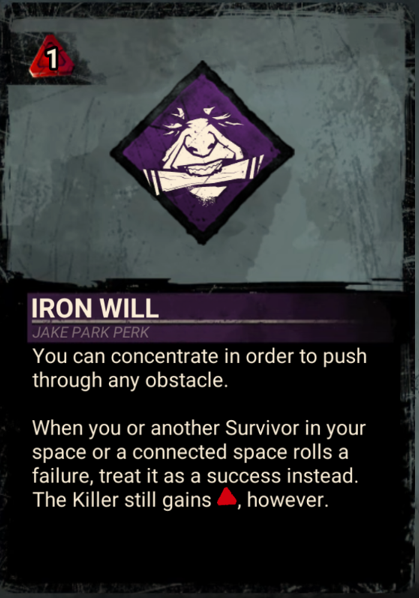 1
IRON WILL
JAKE PARK PERK
You can concentrate in order to push
through any obstacle.
When you or another Survivor in your
space or a connected space rolls a
failure, treat it as a success instead.
The Killer still gains , however.